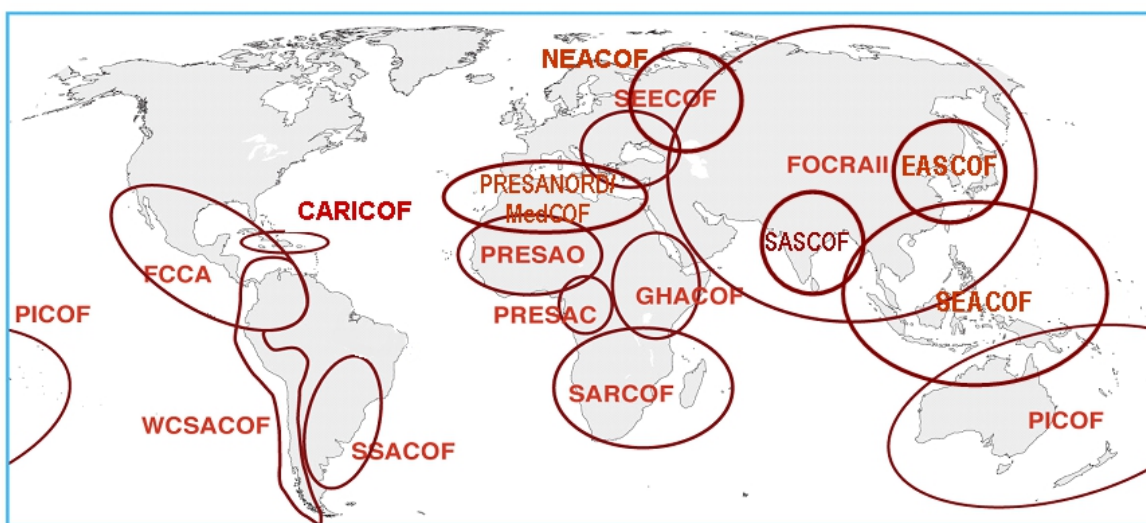 NEACOF
SEECOF
FOCRAII
EASCOF
PRESANORD/
MedCOF
CARICOF
SASCOF
PRESAO
FCCA
GHACOF
SEACOF
PICOF
PRESAC
SARCOF
PICOF
WCSACOF
SSACOF